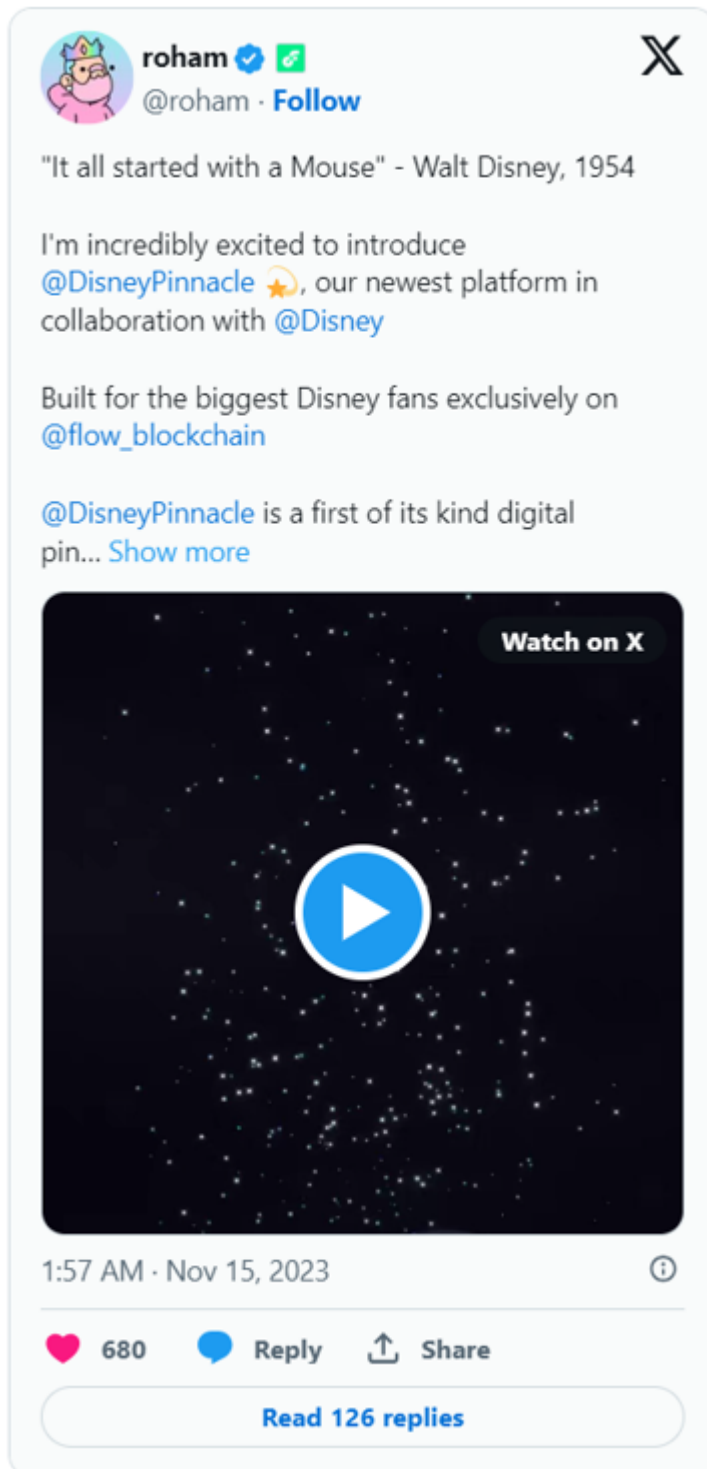 roham
@roham · Follow
"It all started with a Mouse" - Walt Disney, 1954
I'm incredibly excited to introduce
@DisneyPinnacle 💫, our newest platform in
collaboration with @Disney
Built for the biggest Disney fans exclusively on
@flow_blockchain
@DisneyPinnacle is a first of its kind digital
pin... Show more
Watch on X
1:57 AM · Nov 15, 2023
680 Reply Share
Read 126 replies